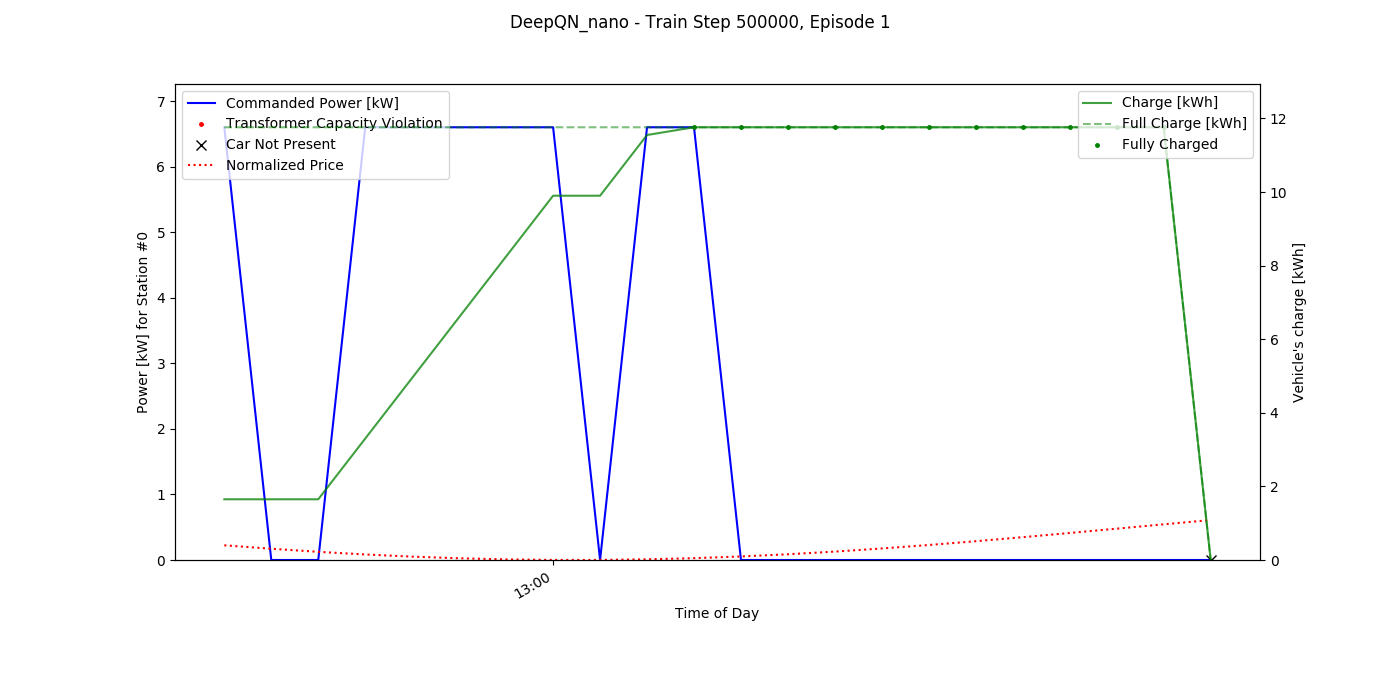 DeepQN_nano - Train Step 500000, Episode 1
Commanded Power [kW]
Transformer Capacity Violation
Car Not Present
Normalized Price
Charge [kWh]
Full Charge [kWh]
Fully Charged
7
6
5
4
3
2
1
0
Power [kW] for Station #0
12
10
8
6
4
2
0
Vehicle's charge [kWh]
13:00
Time of Day